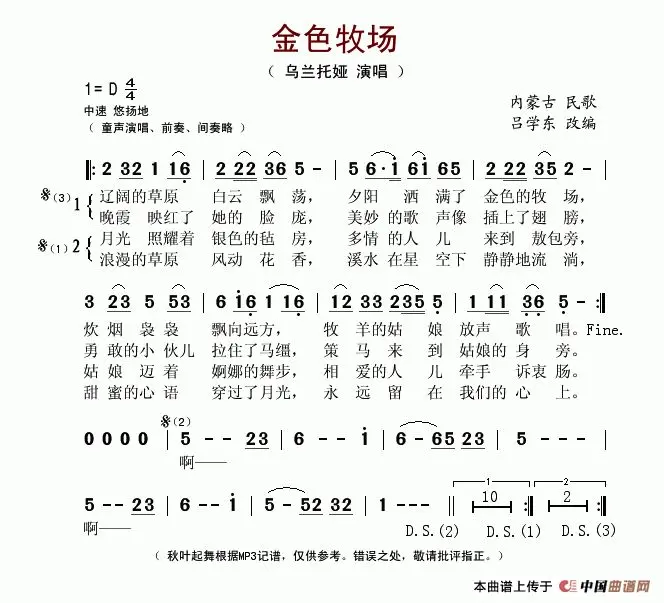 金色牧场
（ 乌兰托娅 演唱 ）
1= D 4/4
中速 悠扬地
（ 童声演唱、前奏、间奏略 ）
内蒙古 民歌
吕学东 改编
‖: 2 32 1 16 | 2 22 36 5 - | 5 6·1 61 65 | 2 22 35 2 - |
𝄋(3) 1 辽阔的草原 白云 飘 荡， 夕阳 洒 满了 金色的牧 场，
晚霞 映红了 她的 脸 庞， 美妙 的歌 声像 插上了翅 膀，
𝄋(1) 2 月光 照耀着 银色的毡 房， 多情 的人 儿 来到 敖包旁，
浪漫的草原 风动 花 香， 溪水 在星 空下 静静地流 淌，
3 23 5 53 | 6 16 1 16 | 12 33 235 5 | 1 11 36 5 - :‖
炊 烟 袅 袅 飘向远方， 牧 羊的姑 娘 放声 歌 唱。Fine.
勇 敢的小 伙儿 拉住了马缰， 策 马 来 到 姑娘的 身 旁。
姑 娘 迈 着 婀娜的舞步， 相 爱的人 儿 牵手 诉衷 肠。
甜 蜜的心 语 穿过了月光， 永 远 留 在 我们的 心 上。
𝄋(2)
0 0 0 0 | 5 - - 23 | 6 - - 1 | 6 - 65 23 | 5 - - - |
啊——
5 - - 23 | 6 - - 1 | 5 - 52 32 | 1 - - - ‖ 1 10 :‖ 2 2 :‖
啊——
D.S.(2) D.S.(1) D.S.(3)
（ 秋叶起舞根据MP3记谱，仅供参考。错误之处，敬请批评指正。）
本曲谱上传于 中国曲谱网